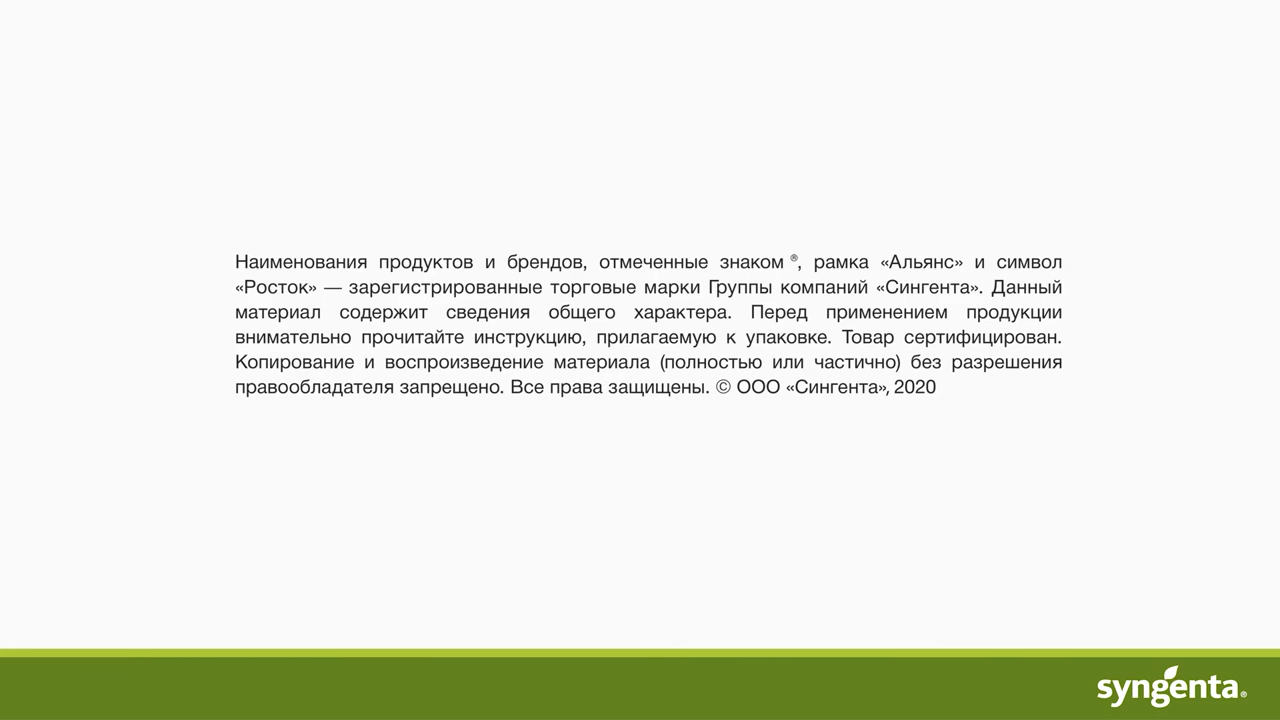 Наименования продуктов и брендов, отмеченные знаком ®, рамка «Альянс» и символ
«Росток» — зарегистрированные торговые марки Группы компаний «Сингента». Данный
материал содержит сведения общего характера. Перед применением продукции
внимательно прочитайте инструкцию, прилагаемую к упаковке. Товар сертифицирован.
Копирование и воспроизведение материала (полностью или частично) без разрешения
правообладателя запрещено. Все права защищены. © ООО «Сингента», 2020
syngenta®